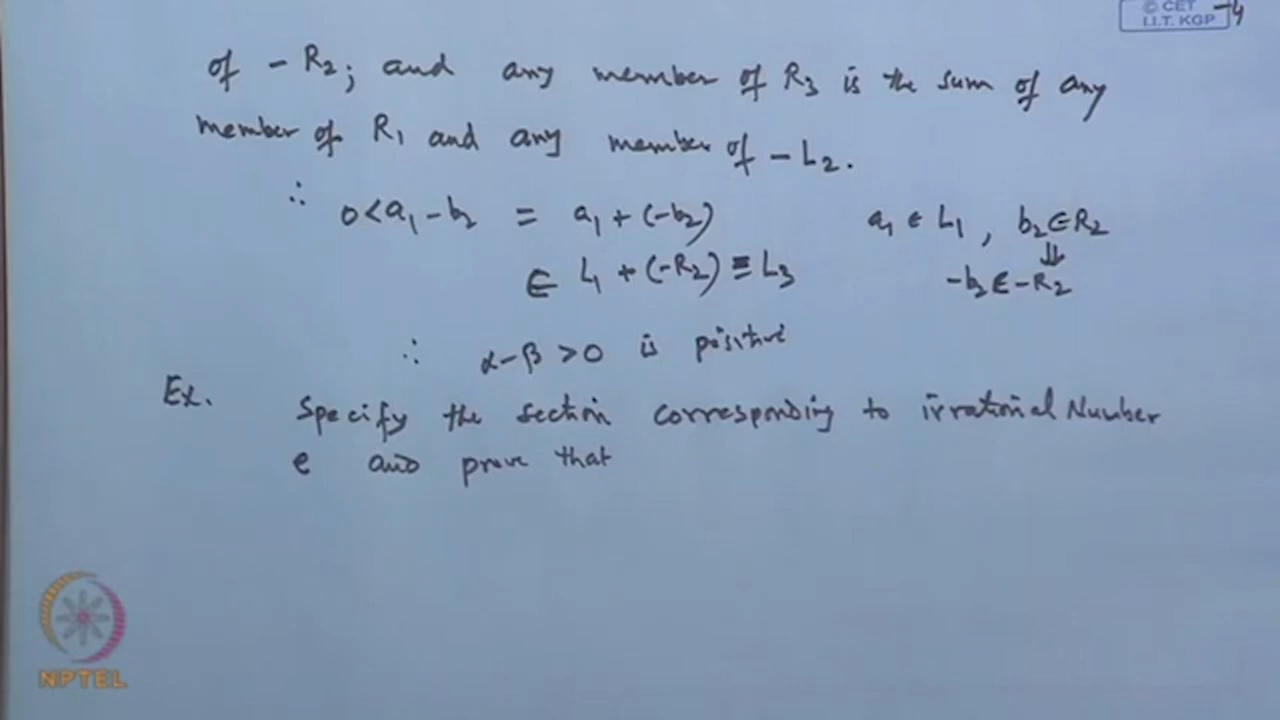 © CET
I.I.T. KGP
-4
of - R₂; and any member of R₃ is the sum of any
member of R₁ and any member of - L₂.
∴ 0 < a₁ - b₂ = a₁ + (-b₂) a₁ ∈ L₁, b₂ ∈ R₂
⇓
∈ L₁ + (-R₂) ≡ L₃ -b₂ ∈ -R₂
∴ α-β > 0 is positive
Ex. Specify the section corresponding to irrational Number
e and prove that
NPTEL